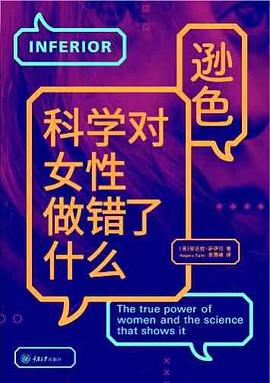 INFERIOR
逊色
科学对
女性
做错了
什么
[英]安吉拉·萨伊尼 著
Angela Saini 李贯峰 译
The true power of
women and the science
that shows it
重庆大学出版社